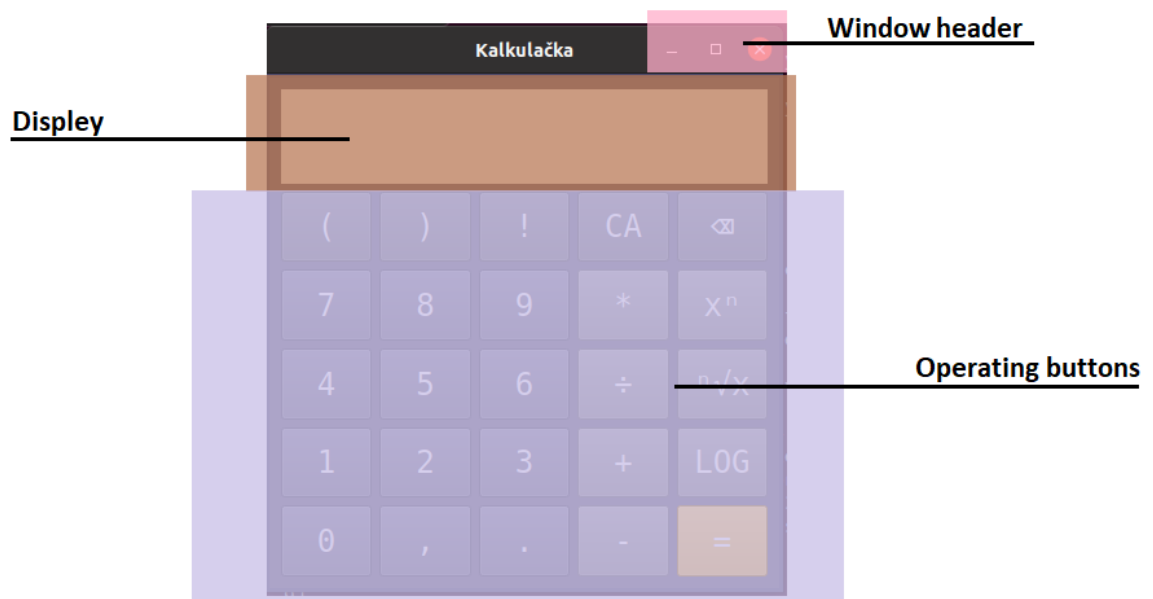 Window header
Kalkulačka
Displey
( ) ! CA ⌫
7 8 9 * xⁿ
4 5 6 ÷ ⁿ√x
Operating buttons
1 2 3 + LOG
0 , . - =